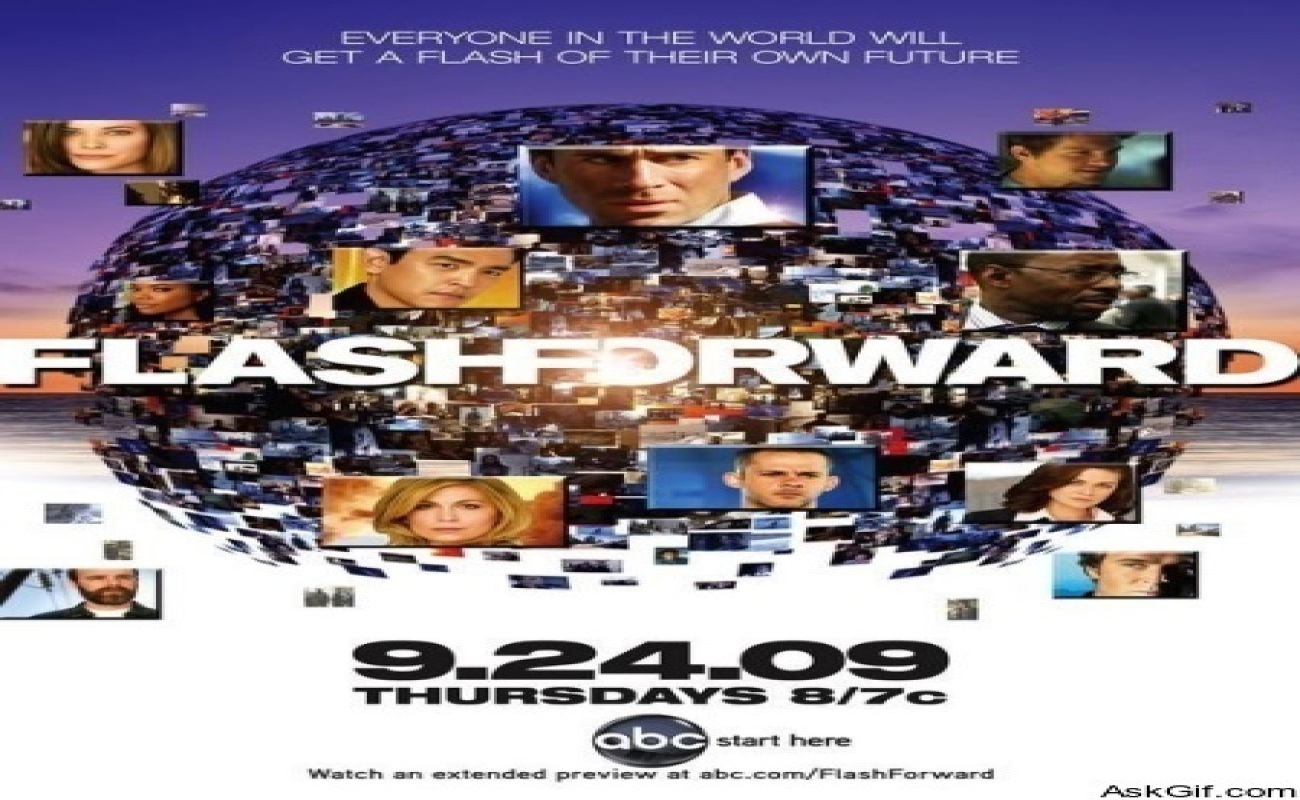 EVERYONE IN THE WORLD WILL
GET A FLASH OF THEIR OWN FUTURE
FLASHFORWARD
9.24.09
THURSDAYS 8/7c
abc start here
Watch an extended preview at abc.com/FlashForward
AskGif.com